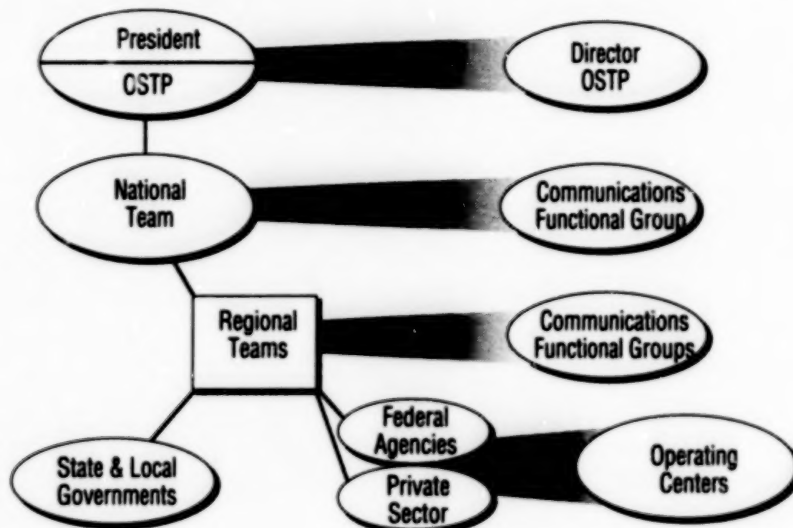 President
OSTP
Director
OSTP
National
Team
Communications
Functional Group
Regional
Teams
Communications
Functional Groups
Federal
Agencies
State & Local
Governments
Private
Sector
Operating
Centers